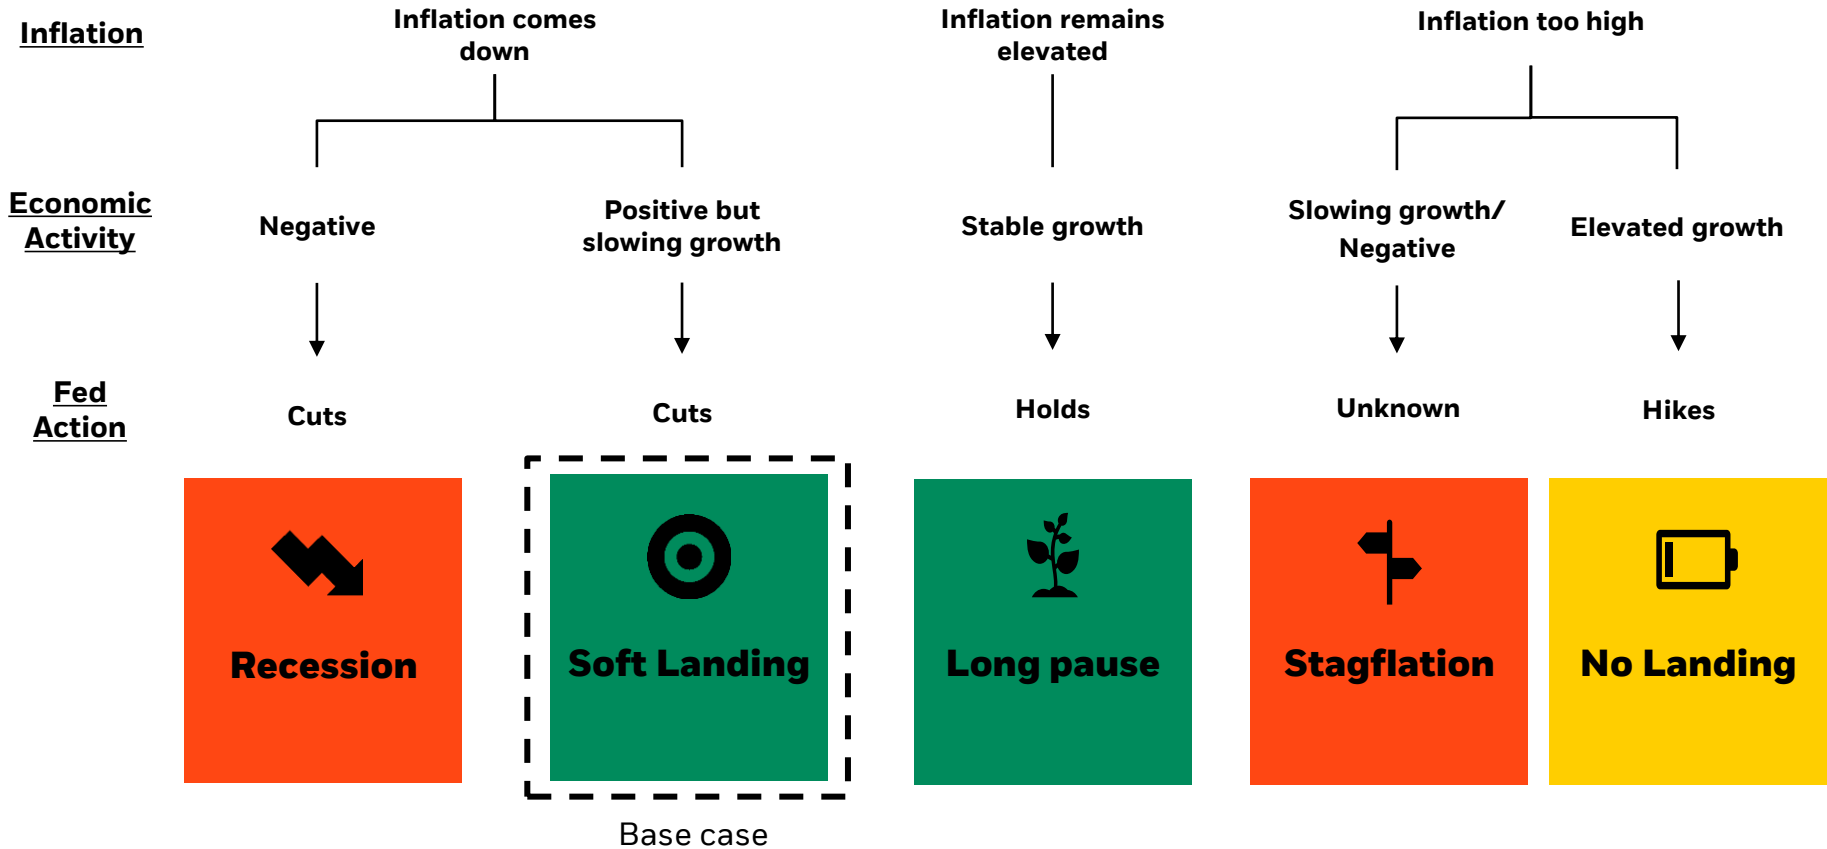 Inflation
Inflation comes
down
Inflation remains
elevated
Inflation too high
Economic
Activity
Negative
Positive but
slowing growth
Stable growth
Slowing growth/
Negative
Elevated growth
Fed
Action
Cuts
Cuts
Holds
Unknown
Hikes
Recession
Soft Landing
Long pause
Stagflation
No Landing
Base case